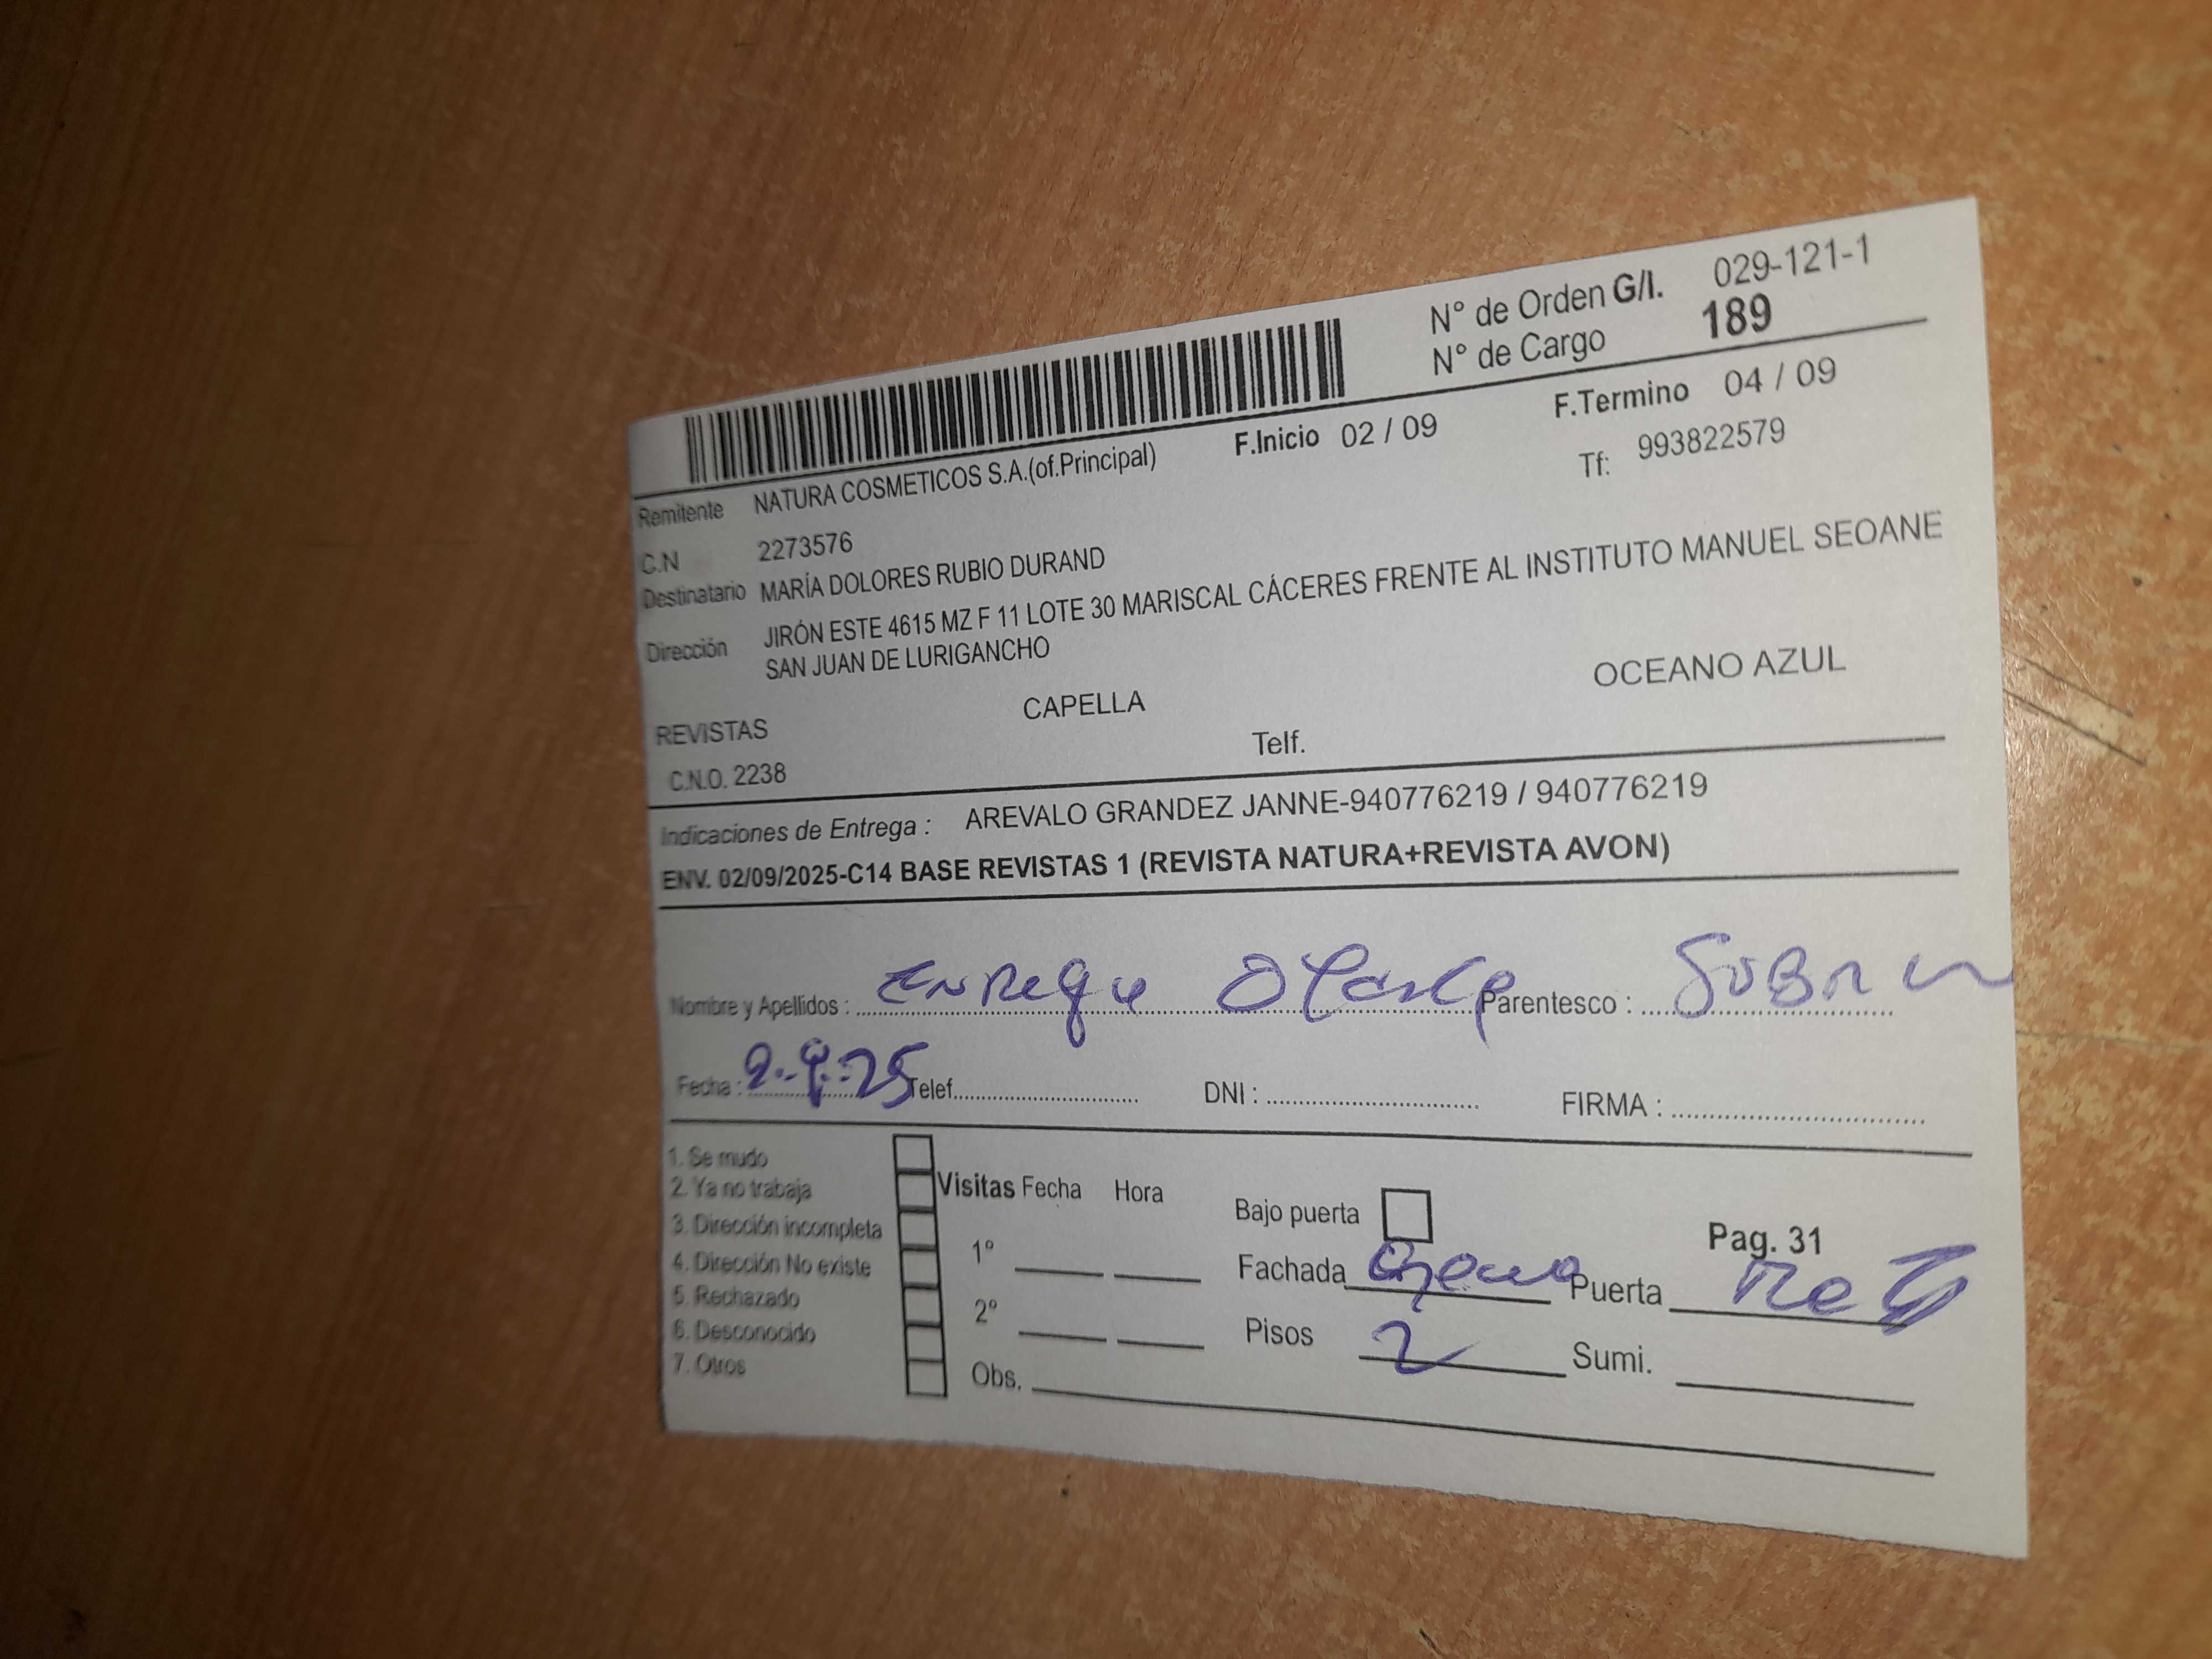 N° de Orden G/I. 029-121-1
N° de Cargo 189
F.Inicio 02 / 09 F.Termino 04 / 09
Remitente NATURA COSMETICOS S.A.(of.Principal) Tf: 993822579
C.N 2273576
Destinatario MARÍA DOLORES RUBIO DURAND
Dirección JIRÓN ESTE 4615 MZ F 11 LOTE 30 MARISCAL CÁCERES FRENTE AL INSTITUTO MANUEL SEOANE
SAN JUAN DE LURIGANCHO
REVISTAS CAPELLA OCEANO AZUL
C.N.O. 2238 Telf.
Indicaciones de Entrega : AREVALO GRANDEZ JANNE-940776219 / 940776219
ENV. 02/09/2025-C14 BASE REVISTAS 1 (REVISTA NATURA+REVISTA AVON)
Nombre y Apellidos : Enrequ Parentesco :
Fecha : 2-9-25 Telef. DNI : FIRMA :
1. Se mudo
2. Ya no trabaja
3. Dirección incompleta
4. Dirección No existe
5. Rechazado
6. Desconocido
7. Otros
Visitas Fecha Hora
1°
2°
Obs.
Bajo puerta Pag. 31
Fachada Puerta
Pisos 2 Sumi.